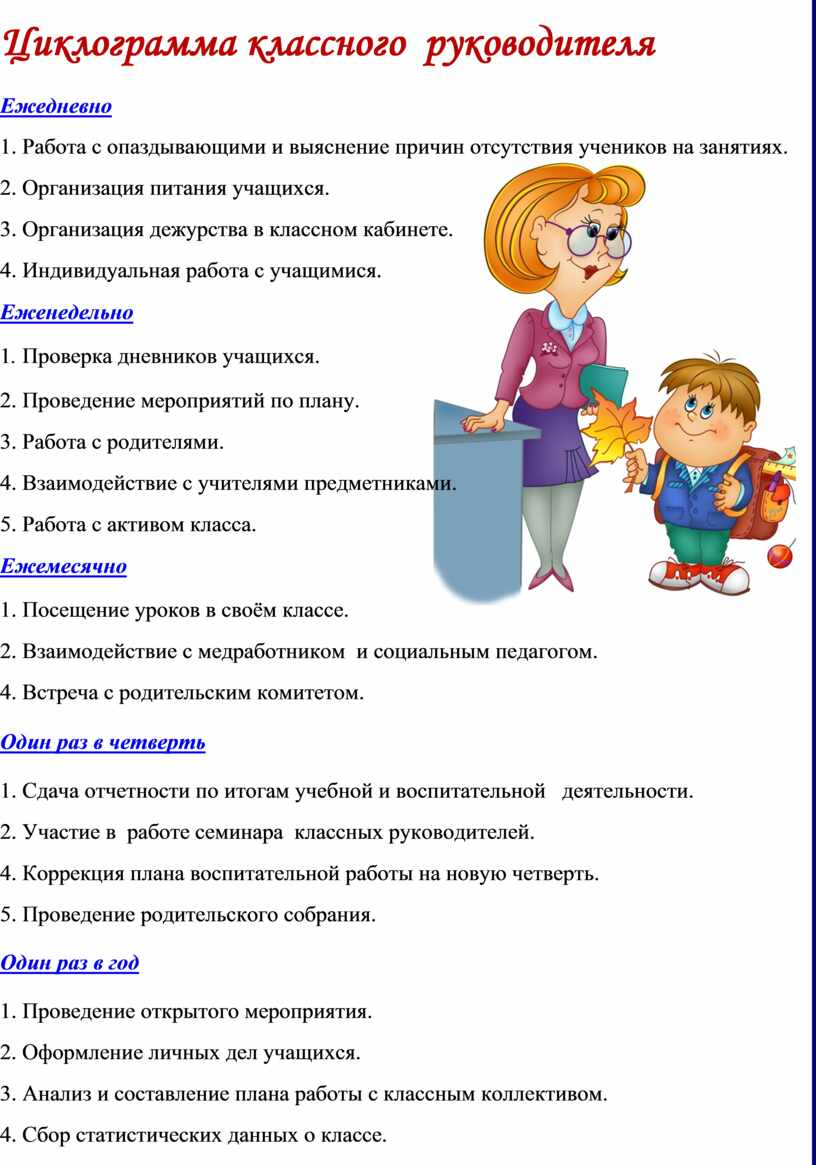 Циклограмма классного руководителя
Ежедневно
1. Работа с опаздывающими и выяснение причин отсутствия учеников на занятиях.
2. Организация питания учащихся.
3. Организация дежурства в классном кабинете.
4. Индивидуальная работа с учащимися.
Еженедельно
1. Проверка дневников учащихся.
2. Проведение мероприятий по плану.
3. Работа с родителями.
4. Взаимодействие с учителями предметниками.
5. Работа с активом класса.
Ежемесячно
1. Посещение уроков в своём классе.
2. Взаимодействие с медработником и социальным педагогом.
4. Встреча с родительским комитетом.
Один раз в четверть
1. Сдача отчетности по итогам учебной и воспитательной деятельности.
2. Участие в работе семинара классных руководителей.
4. Коррекция плана воспитательной работы на новую четверть.
5. Проведение родительского собрания.
Один раз в год
1. Проведение открытого мероприятия.
2. Оформление личных дел учащихся.
3. Анализ и составление плана работы с классным коллективом.
4. Сбор статистических данных о классе.